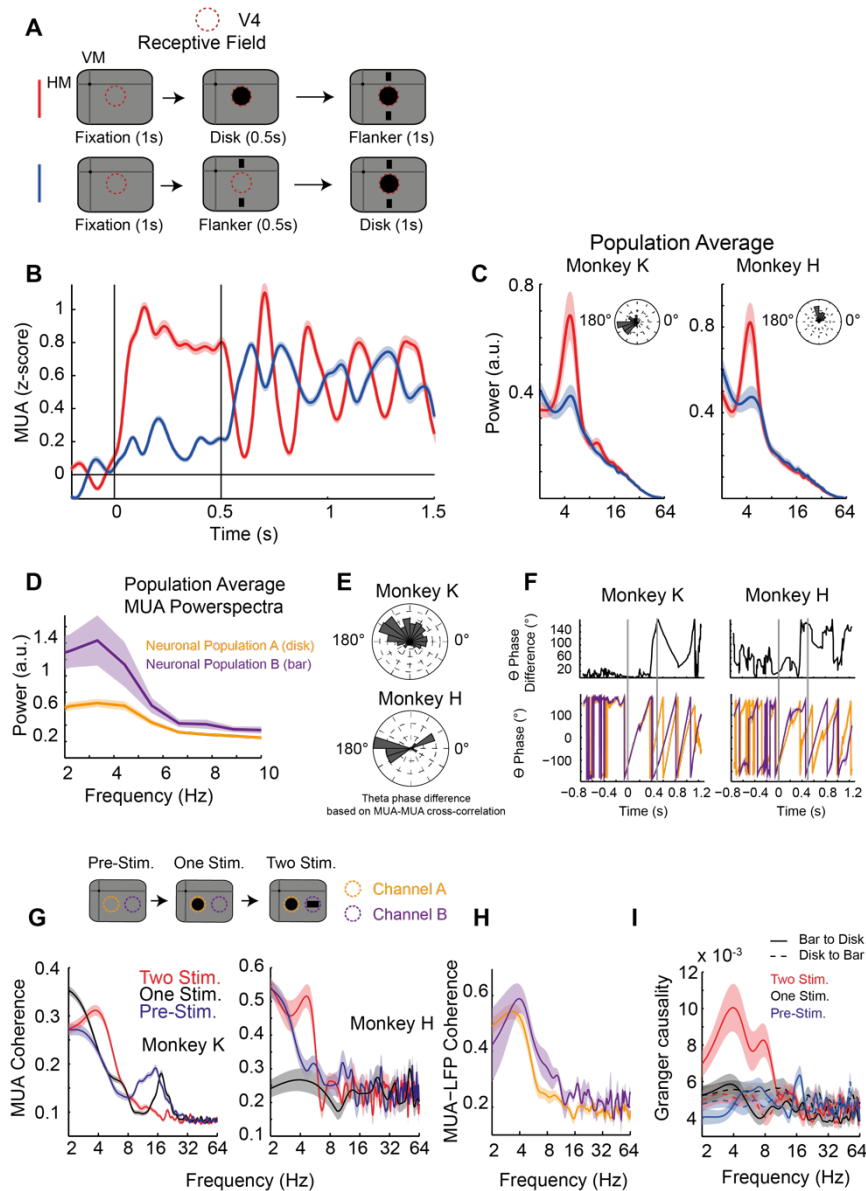 A
V4
Receptive Field
VM
HM
Fixation (1s)
Disk (0.5s)
Flanker (1s)
Fixation (1s)
Flanker (0.5s)
Disk (1s)
B
MUA (z-score)
1
0.8
0.6
0.4
0.2
0
0
0.5
1
1.5
Time (s)
Population Average
C
Monkey K
Monkey H
Power (a.u.)
0.8
0.4
180°
0°
4
16
64
0.8
0.4
180°
0°
4
16
64
D
Population Average
MUA Powerspectra
Neuronal Population A (disk)
Neuronal Population B (bar)
Power (a.u.)
1.4
1
0.6
0.2
2
4
6
8
10
Frequency (Hz)
E
Monkey K
180°
0°
Monkey H
180°
0°
Theta phase difference
based on MUA-MUA cross-correlation
F
Monkey K
Monkey H
Θ Phase
Difference (°)
140
100
60
20
Θ Phase (°)
100
0
−100
-0.8
-0.4
0
0.4
0.8
1.2
Time (s)
-0.8
-0.4
0
0.4
0.8
1.2
Time (s)
Pre-Stim.
One Stim.
Two Stim.
Channel A
Channel B
G
MUA Coherence
0.4
0.3
0.2
0.1
Two Stim.
One Stim.
Pre-Stim.
Monkey K
2
4
8
16
32
64
Frequency (Hz)
0.6
0.5
0.4
0.3
0.2
0.1
Monkey H
2
4
8
16
32
64
Frequency (Hz)
H
MUA−LFP Coherence
0.6
0.4
0.2
2
4
8
16
32
64
Frequency (Hz)
I
x 10⁻³
Bar to Disk
Disk to Bar
Two Stim.
One Stim.
Pre-Stim.
Granger causality
12
10
8
6
4
2
4
8
16
32
64
Frequency (Hz)